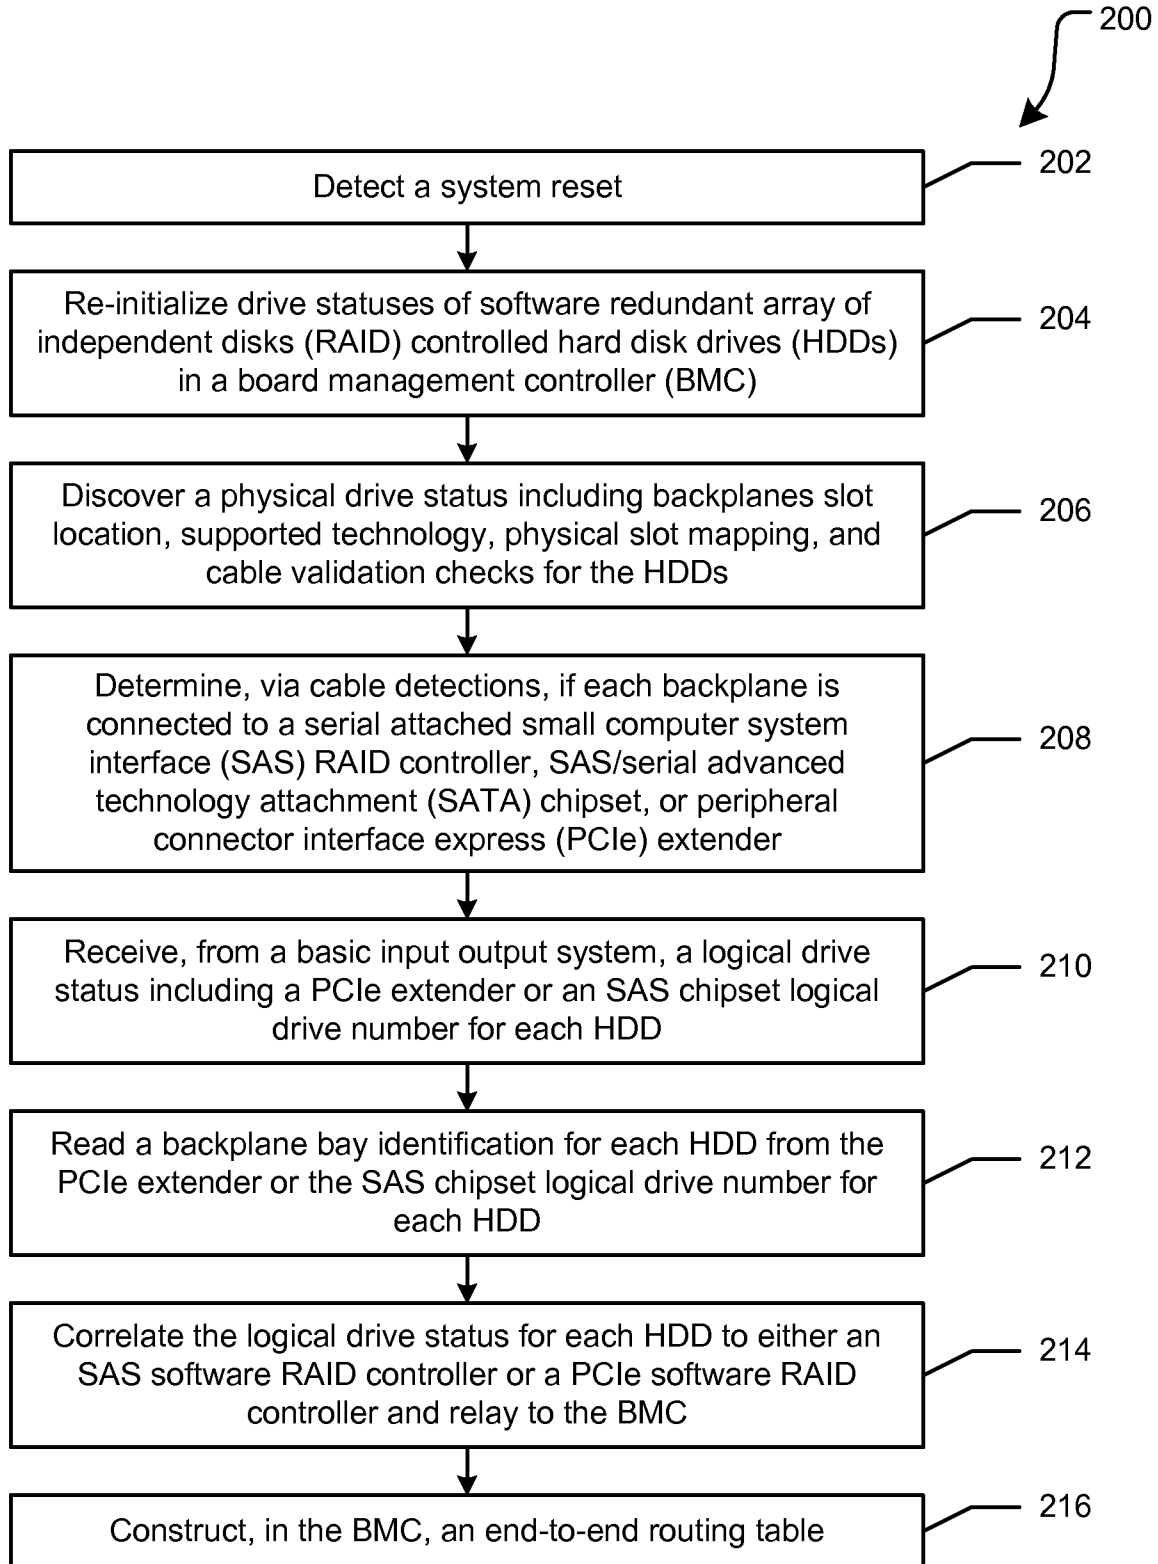 200
Detect a system reset
202
Re-initialize drive statuses of software redundant array of
independent disks (RAID) controlled hard disk drives (HDDs)
in a board management controller (BMC)
204
Discover a physical drive status including backplanes slot
location, supported technology, physical slot mapping, and
cable validation checks for the HDDs
206
Determine, via cable detections, if each backplane is
connected to a serial attached small computer system
interface (SAS) RAID controller, SAS/serial advanced
technology attachment (SATA) chipset, or peripheral
connector interface express (PCIe) extender
208
Receive, from a basic input output system, a logical drive
status including a PCIe extender or an SAS chipset logical
drive number for each HDD
210
Read a backplane bay identification for each HDD from the
PCIe extender or the SAS chipset logical drive number for
each HDD
212
Correlate the logical drive status for each HDD to either an
SAS software RAID controller or a PCIe software RAID
controller and relay to the BMC
214
Construct, in the BMC, an end-to-end routing table
216